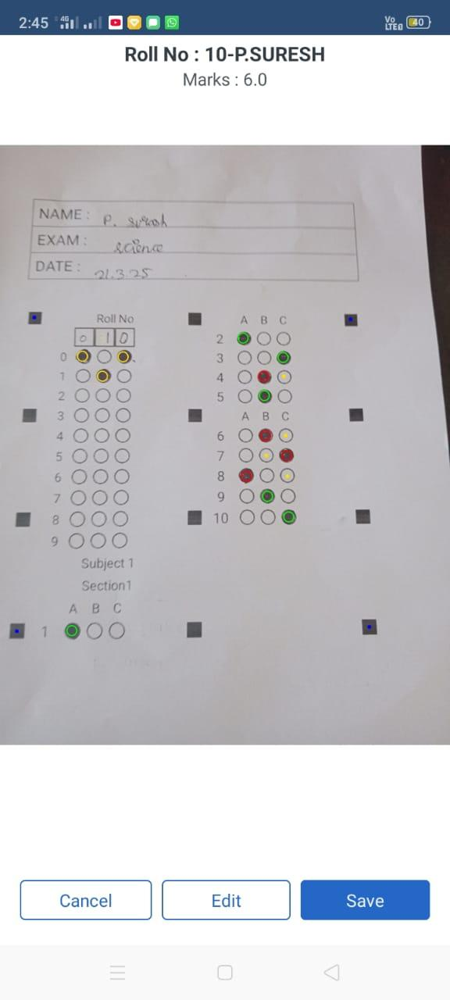 2:45 4G Vo LTE 40
Roll No : 10-P.SURESH
Marks : 6.0
NAME : P. Suresh
EXAM : science
DATE : 21.3.25
Roll No
0 1 0
0
1
2
3
4
5
6
7
8
9
Subject 1
Section1
A B C
1
A B C
2
3
4
5
A B C
6
7
8
9
10
Cancel Edit Save